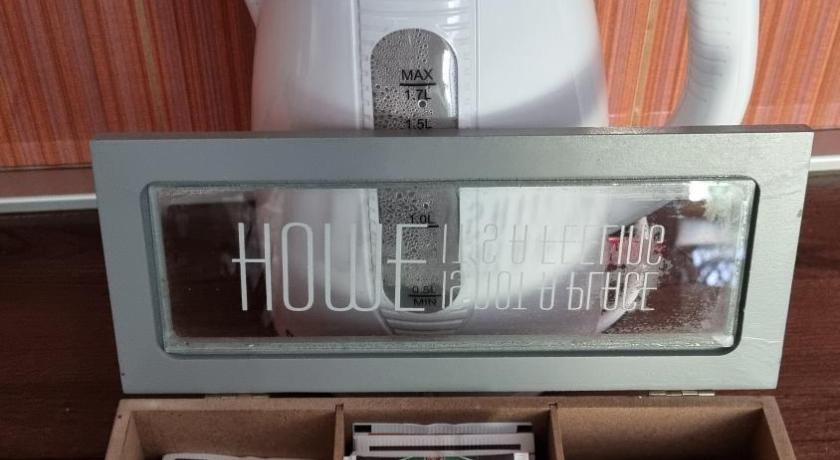 MAX
1.7L
1.5L
1.0L
0.5L
MIN
HOME
IS NOT A PLACE
IT'S A FEELING